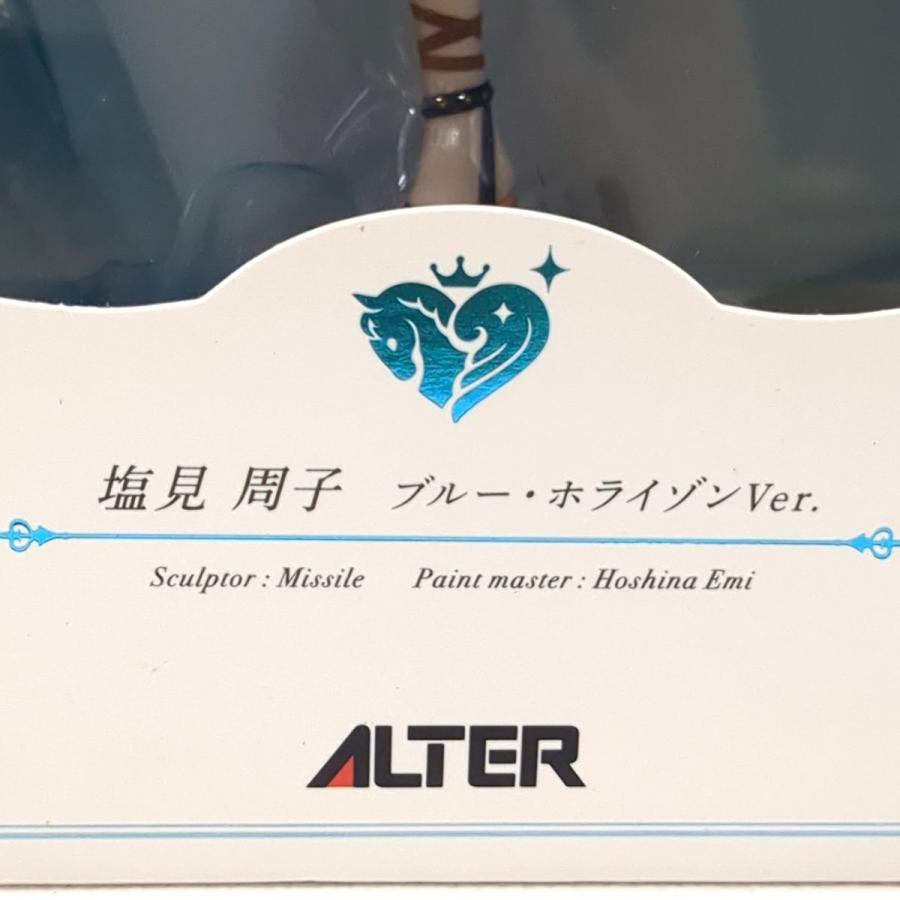 塩見 周子 ブルー・ホライゾンVer.
Sculptor : Missile Paint master : Hoshina Emi
ALTER